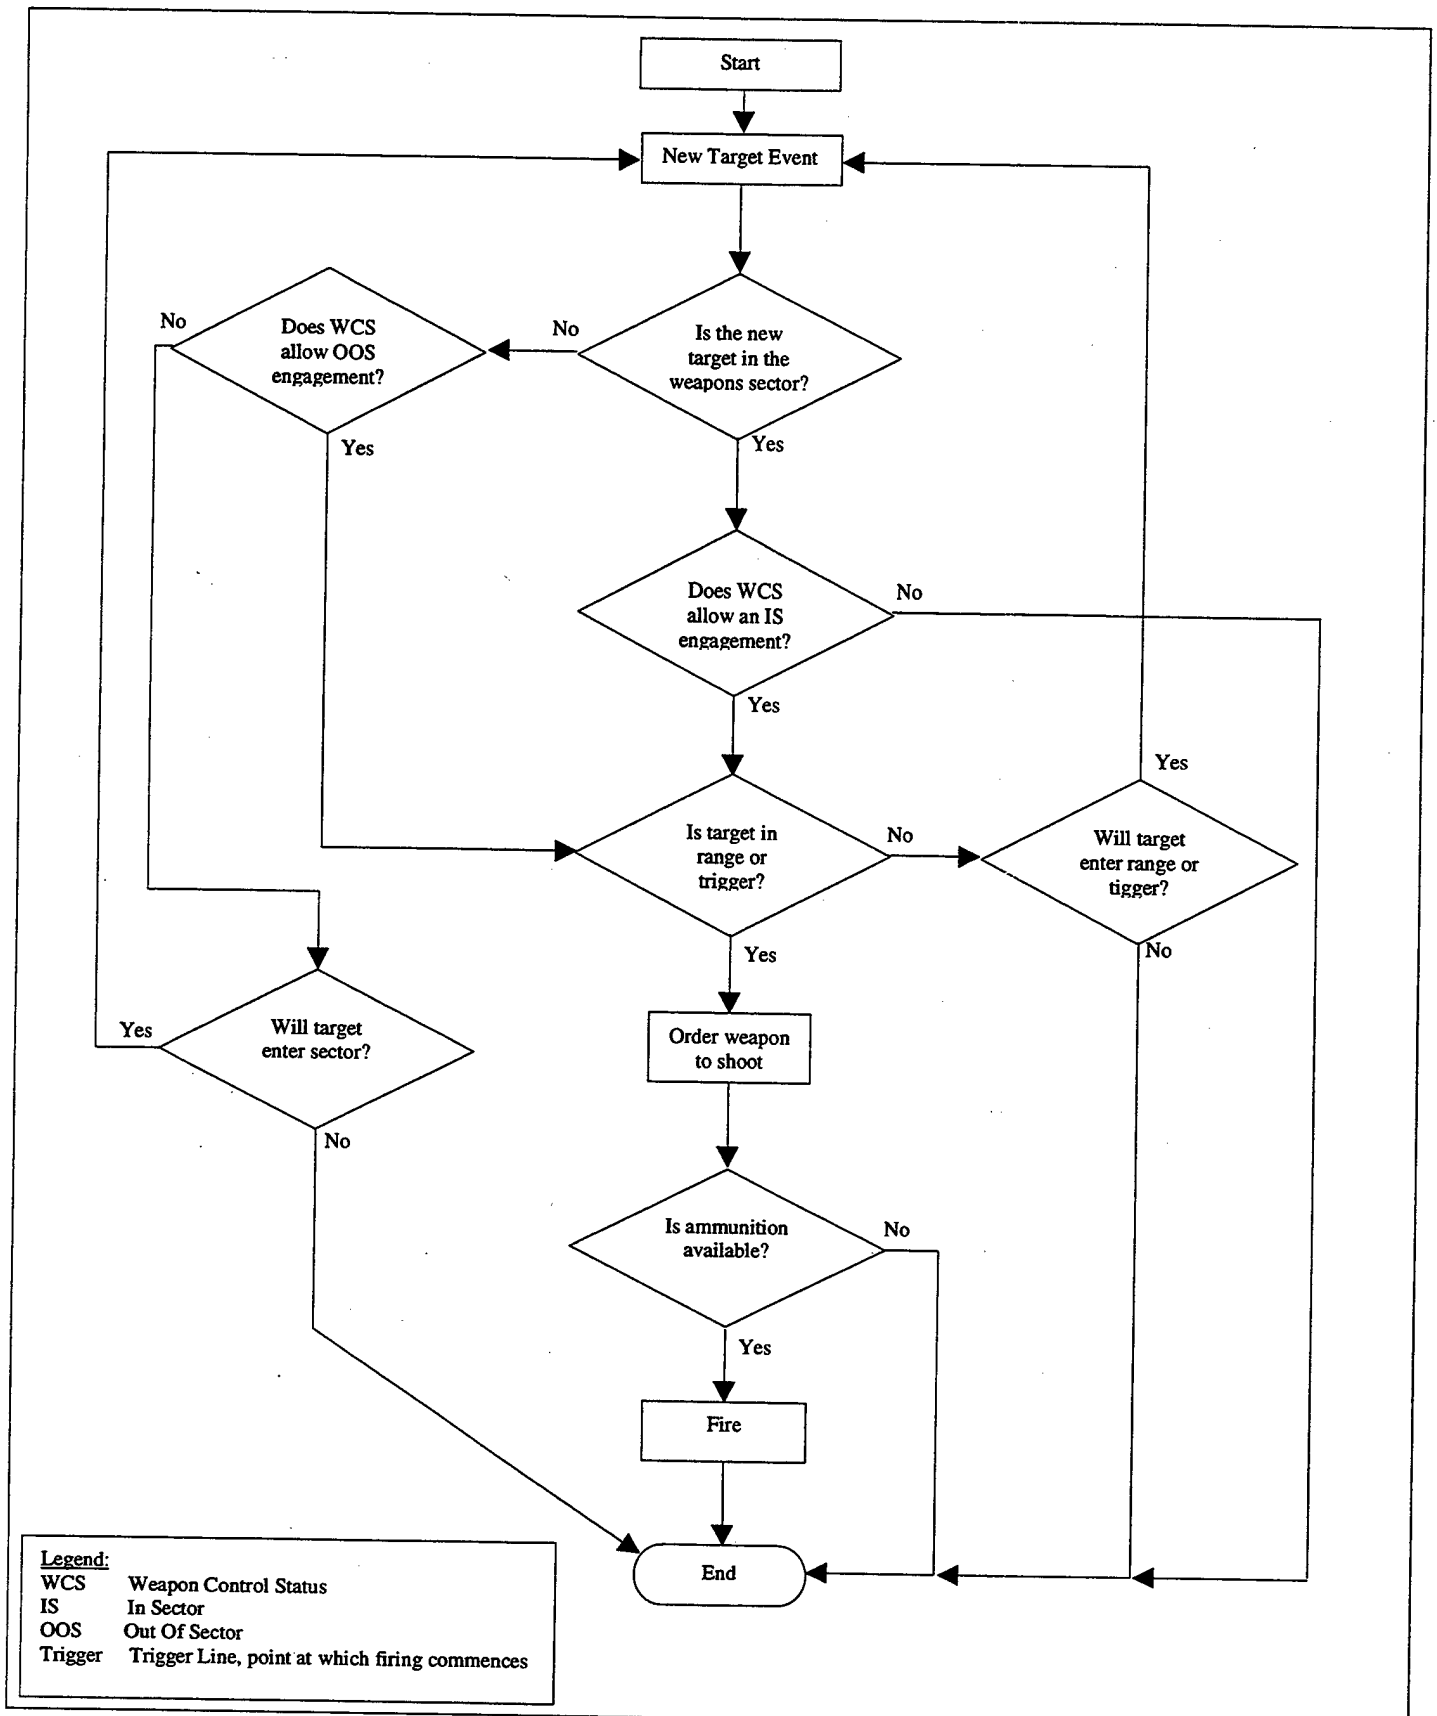 Start
New Target Event
No
Does WCS
allow OOS
engagement?
No
Is the new
target in the
weapons sector?
Yes
Yes
Does WCS
allow an IS
engagement?
No
Yes
Yes
Is target in
range or
trigger?
No
Will target
enter range or
tigger?
Yes
No
Yes
Will target
enter sector?
Order weapon
to shoot
No
Is ammunition
available?
No
Yes
Fire
End
Legend:
WCS Weapon Control Status
IS In Sector
OOS Out Of Sector
Trigger Trigger Line, point at which firing commences